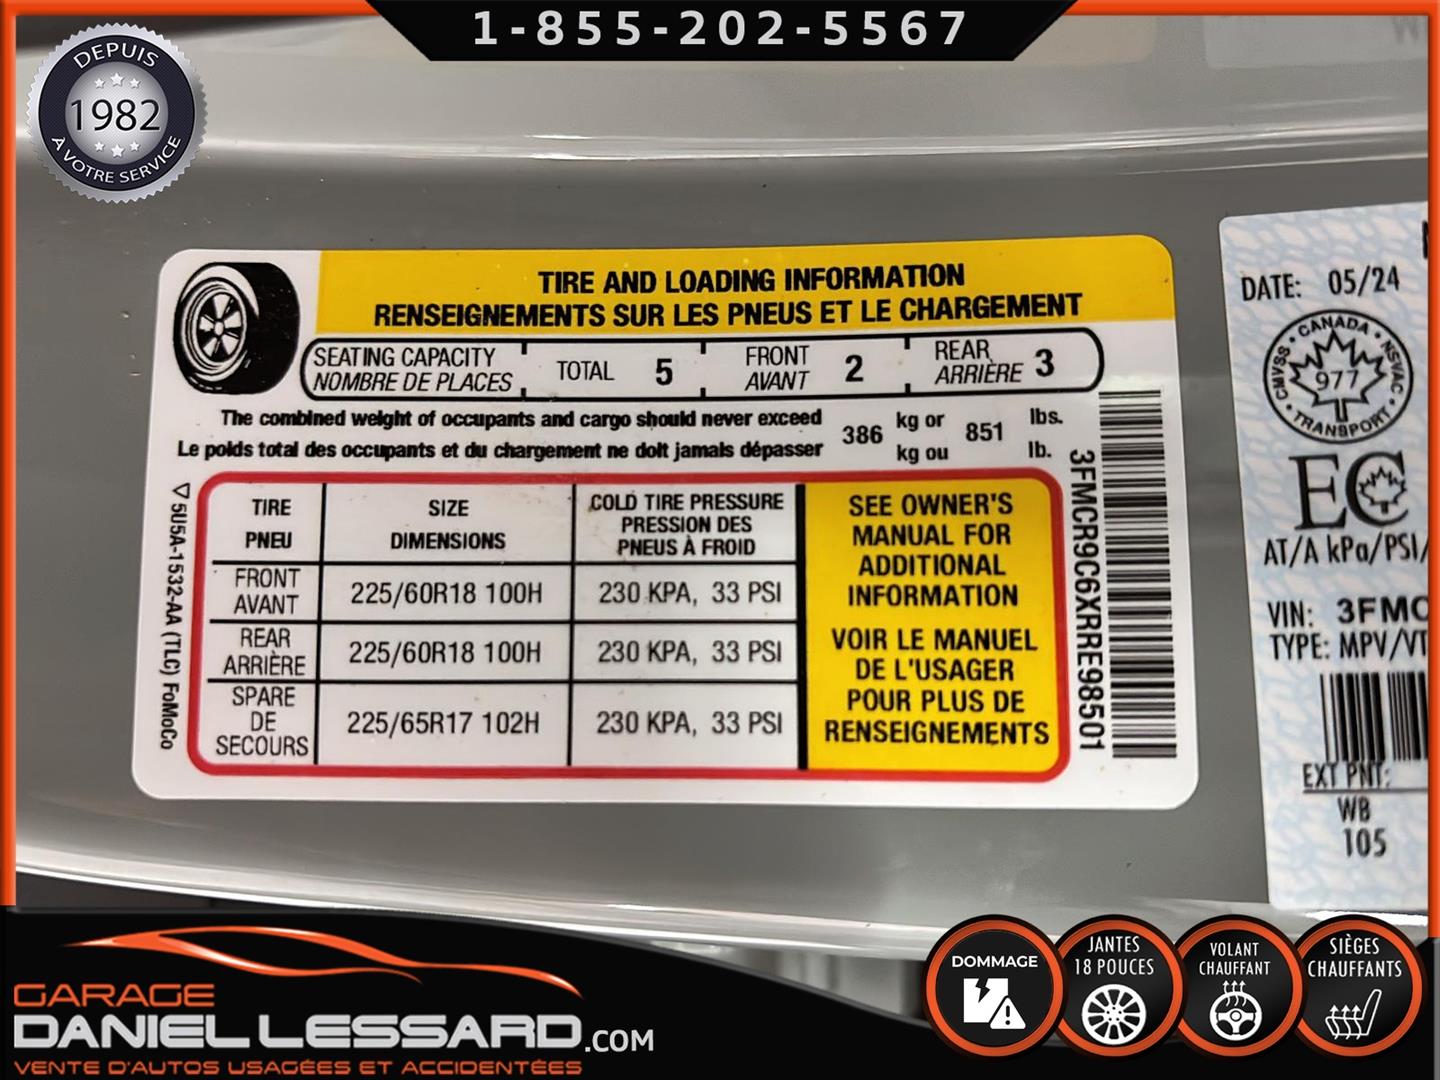 1-855-202-5567
DEPUIS
1982
À VOTRE SERVICE
TIRE AND LOADING INFORMATION
RENSEIGNEMENTS SUR LES PNEUS ET LE CHARGEMENT
SEATING CAPACITY
NOMBRE DE PLACES
TOTAL 5
FRONT
AVANT
2
REAR
ARRIÈRE
3
The combined weight of occupants and cargo should never exceed
Le poids total des occupants et du chargement ne doit jamais dépasser
386
kg or
kg ou
851
lbs.
lb.
TIRE
PNEU
SIZE
DIMENSIONS
COLD TIRE PRESSURE
PRESSION DES
PNEUS À FROID
FRONT
AVANT
225/60R18 100H
230 KPA, 33 PSI
REAR
ARRIÈRE
225/60R18 100H
230 KPA, 33 PSI
SPARE
DE
SECOURS
225/65R17 102H
230 KPA, 33 PSI
SEE OWNER'S
MANUAL FOR
ADDITIONAL
INFORMATION
VOIR LE MANUEL
DE L'USAGER
POUR PLUS DE
RENSEIGNEMENTS
5U5A-1532-AA (TLC) FoMoCo
3FMCR9C6XRRE98501
DATE: 05/24
CANADA
CMVSS
NSVAC
977
TRANSPORT
EC
AT/A kPa/PSI/
VIN: 3FMC
TYPE: MPV/VT
EXT PNT:
WB
105
GARAGE
DANIEL LESSARD.COM
VENTE D'AUTOS USAGÉES ET ACCIDENTÉES
DOMMAGE
JANTES
18 POUCES
VOLANT
CHAUFFANT
SIÈGES
CHAUFFANTS